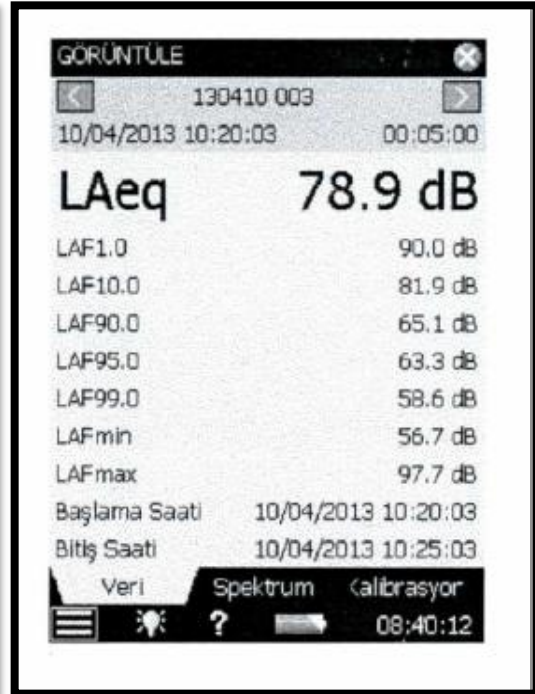 GÖRÜNTÜLE
130410 003
10/04/2013 10:20:03 00:05:00
LAeq 78.9 dB
LAF1.0 90.0 dB
LAF10.0 81.9 dB
LAF90.0 65.1 dB
LAF95.0 63.3 dB
LAF99.0 58.6 dB
LAFmin 56.7 dB
LAFmax 97.7 dB
Başlama Saati 10/04/2013 10:20:03
Bitiş Saati 10/04/2013 10:25:03
Veri Spektrum Kalibrasyor
? 08:40:12